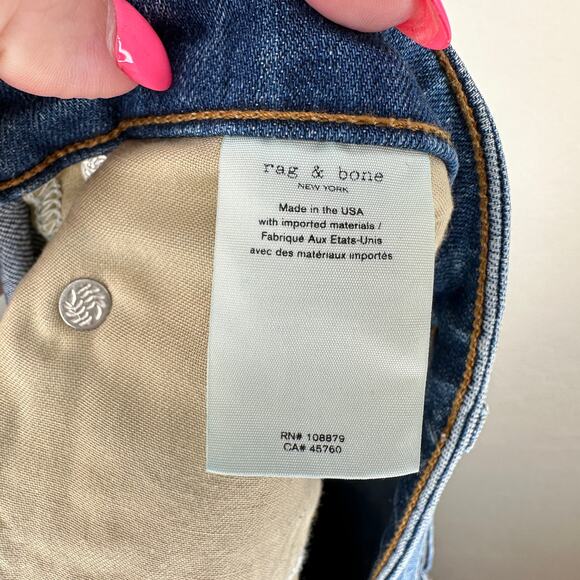 rag & bone
NEW YORK
Made in the USA
with imported materials /
Fabriqué Aux Etats-Unis
avec des matériaux importés
RN# 108879
CA# 45760